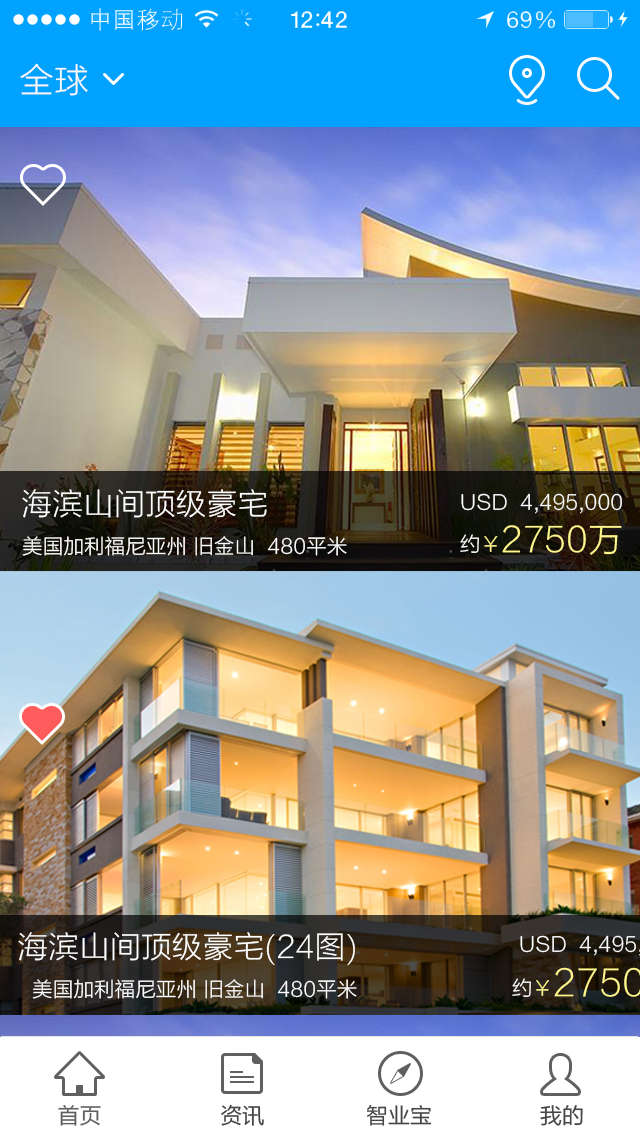 中国移动 12:42 69%
全球
海滨山间顶级豪宅 USD 4,495,000
美国加利福尼亚州 旧金山 480平米 约¥2750万
海滨山间顶级豪宅(24图) USD 4,495,
美国加利福尼亚州 旧金山 480平米 约¥2750
首页 资讯 智业宝 我的